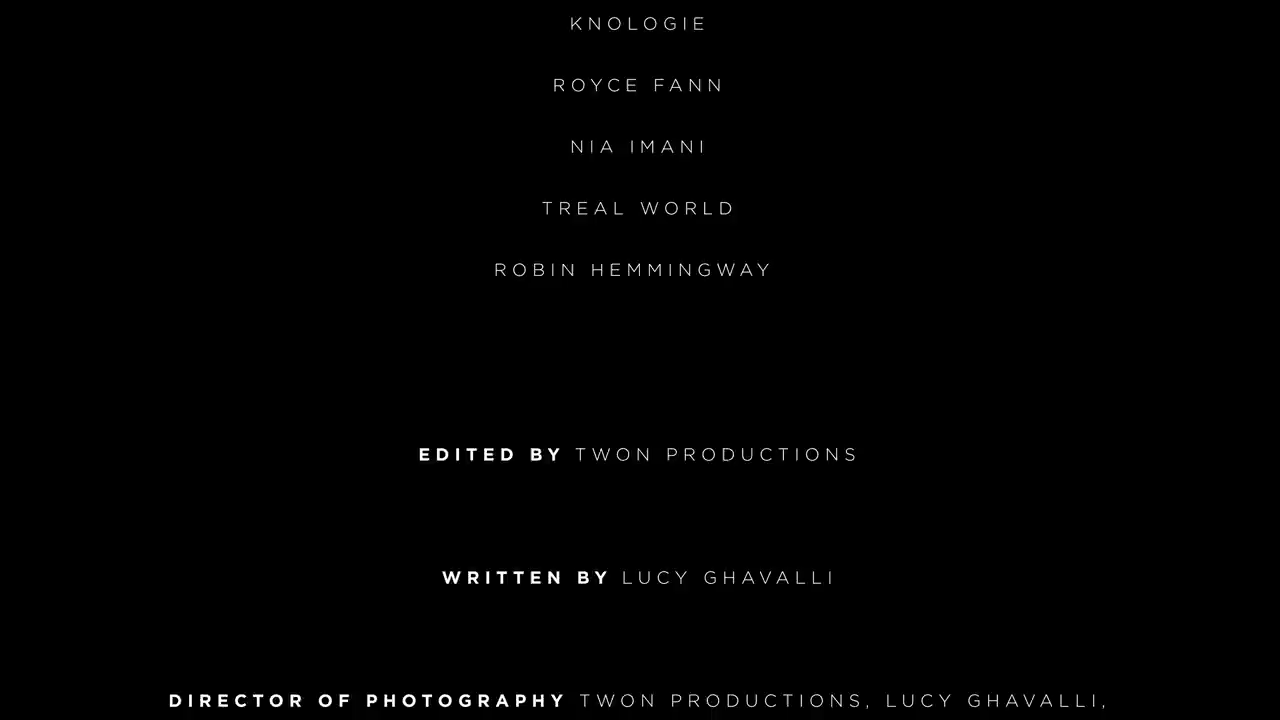 KNOLOGIE
ROYCE FANN
NIA IMANI
TREAL WORLD
ROBIN HEMMINGWAY
EDITED BY TWON PRODUCTIONS
WRITTEN BY LUCY GHAVALLI
DIRECTOR OF PHOTOGRAPHY TWON PRODUCTIONS, LUCY GHAVALLI,